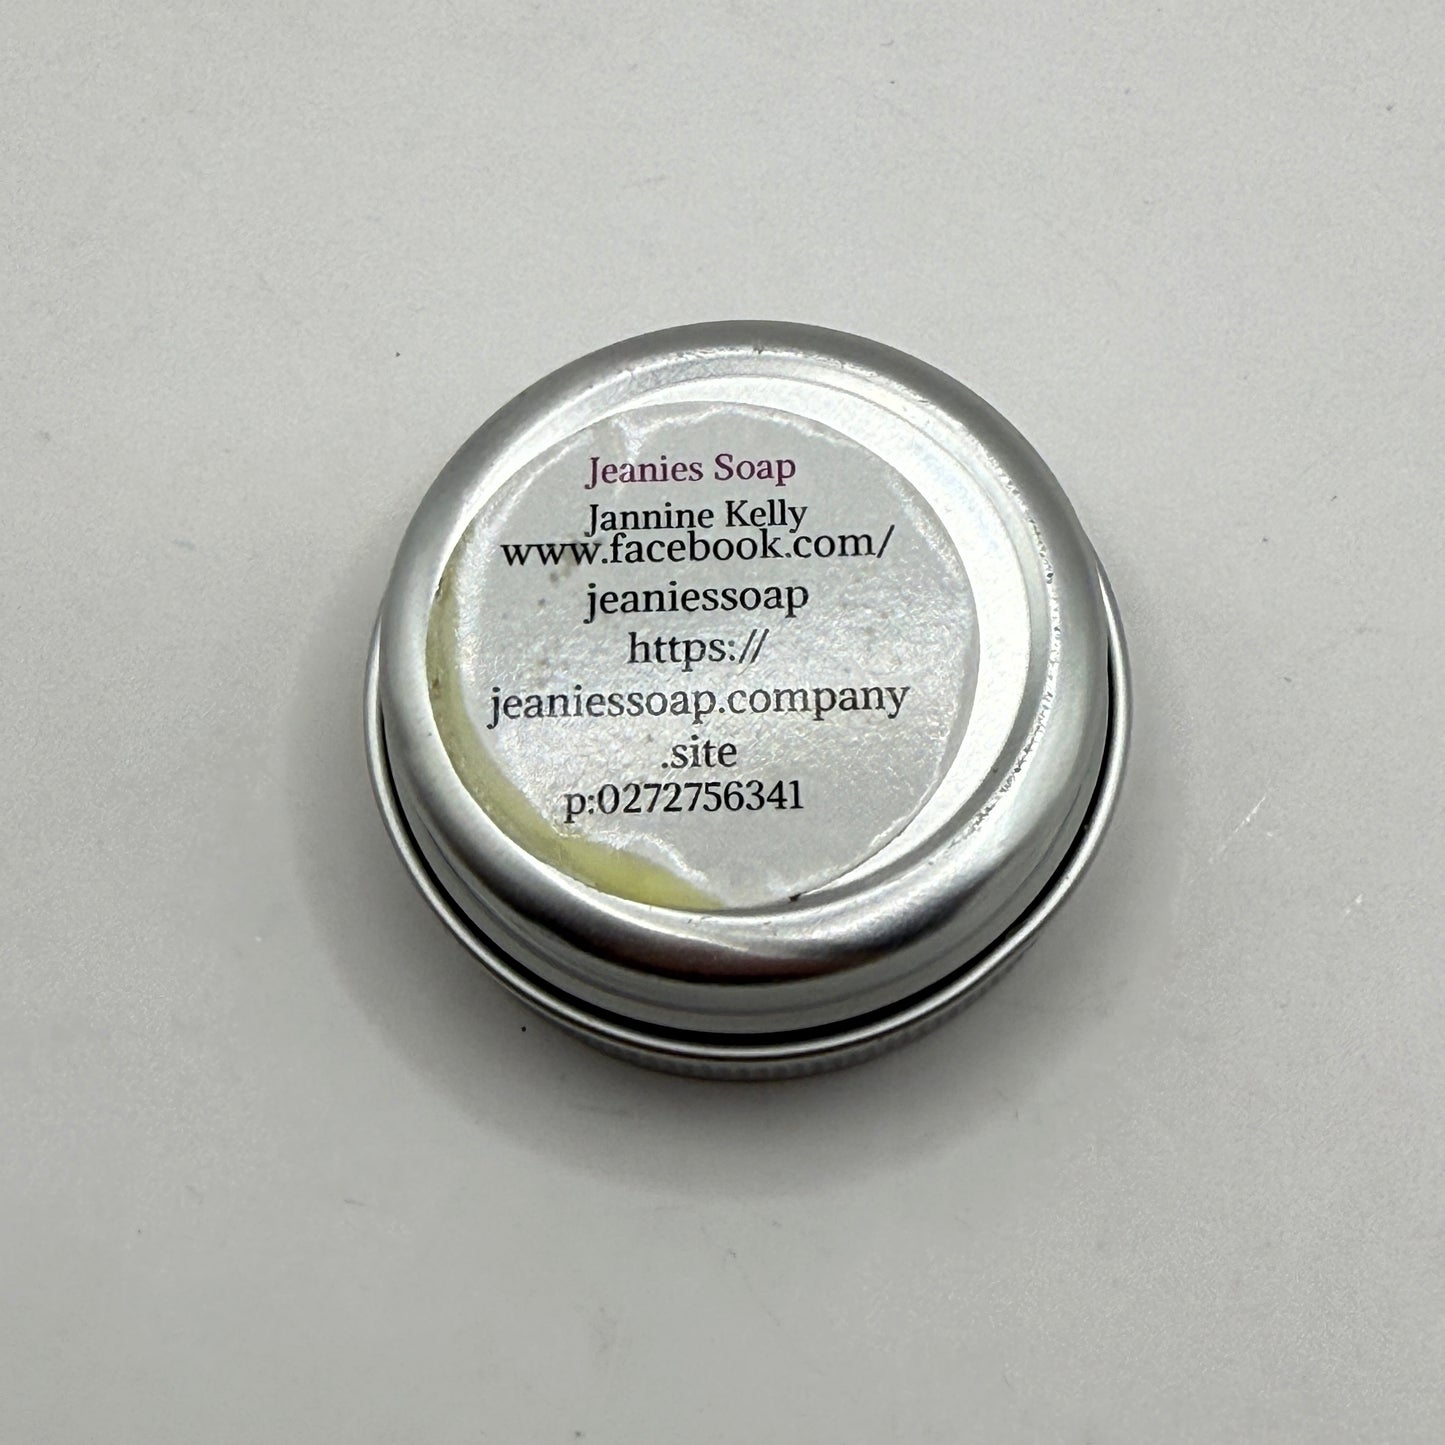 Jeanies Soap
Jannine Kelly
www.facebook.com/
jeaniessoap
https://
jeaniessoap.company
.site
p:0272756341